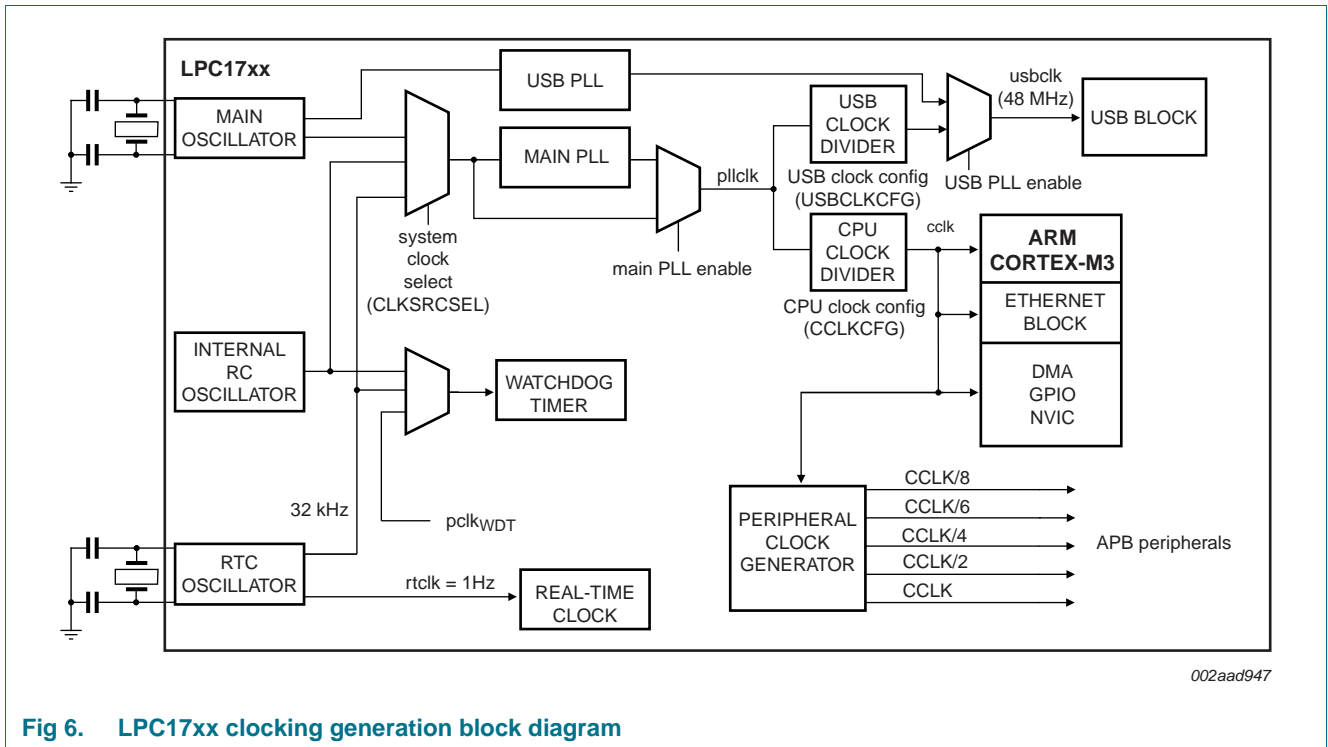 LPC17xx
MAIN
OSCILLATOR
USB PLL
MAIN PLL
system
clock
select
(CLKSRCSEL)
main PLL enable
pllclk
USB
CLOCK
DIVIDER
USB clock config
(USBCLKCFG)
usbclk
(48 MHz)
USB BLOCK
USB PLL enable
CPU
CLOCK
DIVIDER
CPU clock config
(CCLKCFG)
cclk
ARM
CORTEX-M3
ETHERNET
BLOCK
DMA
GPIO
NVIC
INTERNAL
RC
OSCILLATOR
WATCHDOG
TIMER
32 kHz
pclkWDT
RTC
OSCILLATOR
rtclk = 1Hz
REAL-TIME
CLOCK
PERIPHERAL
CLOCK
GENERATOR
CCLK/8
CCLK/6
CCLK/4
CCLK/2
CCLK
APB peripherals
002aad947
Fig 6. LPC17xx clocking generation block diagram